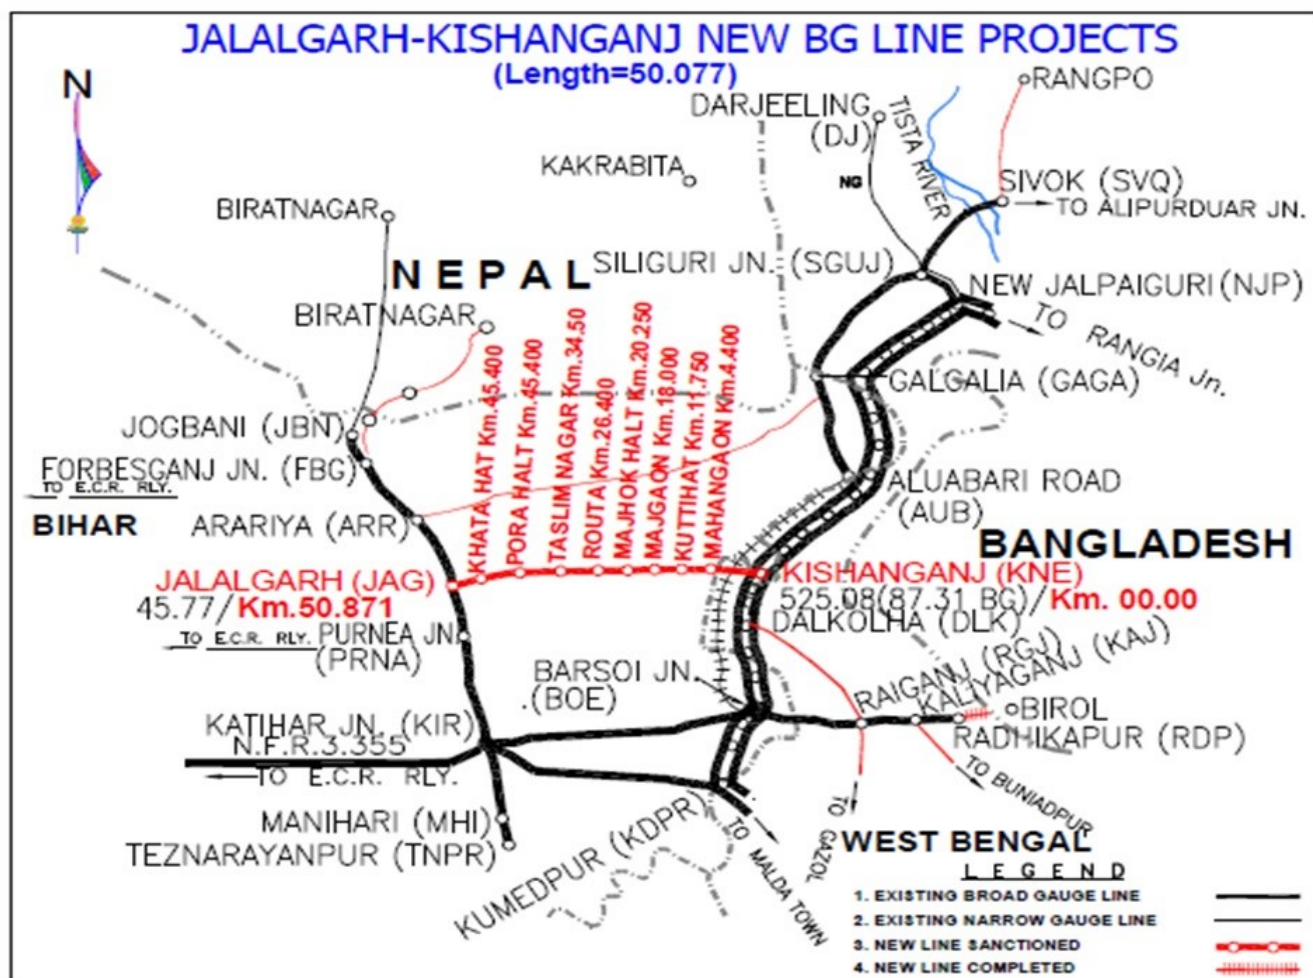 JALALGARH-KISHANGANJ NEW BG LINE PROJECTS
(Length=50.077)
N
RANGPO
DARJEELING
(DJ)
TISTA RIVER
KAKRABITA
NG
SIVOK (SVQ)
TO ALIPURDUAR JN.
BIRATNAGAR
NEPAL
SILIGURI JN. (SGUJ)
NEW JALPAIGURI (NJP)
TO RANGIA Jn.
BIRATNAGAR
KHATA HAT Km.45.400
PORA HALT Km.45.400
TASLIM NAGAR Km.34.50
ROUTA Km.26.400
MAJHOK HALT Km.20.250
MAJGAON Km.18.000
KUTTIHAT Km.11.750
MAHANGAON Km.4.400
GALGALIA (GAGA)
JOGBANI (JBN)
FORBESGANJ JN. (FBG)
TO E.C.R. RLY.
BIHAR
ARARIYA (ARR)
ALUABARI ROAD
(AUB)
BANGLADESH
JALALGARH (JAG)
45.77/Km.50.871
KISHANGANJ (KNE)
525.08(87.31 BG)/Km. 00.00
TO E.C.R. RLY.
PURNEA JN.
(PRNA)
DALKOLHA (DLK)
BARSOI JN.
.(BOE)
RAIGANJ (RGJ)
KALIYAGANJ (KAJ)
BIROL
RADHIKAPUR (RDP)
KATIHAR JN. (KIR)
N.F.R.3.355
TO E.C.R. RLY.
TO BUNIADPUR
MANIHARI (MHI)
TEZNARAYANPUR (TNPR)
KUMEDPUR (KDPR)
TO MALDA TOWN
TO GAZOL
WEST BENGAL
LEGEND
1. EXISTING BROAD GAUGE LINE
2. EXISTING NARROW GAUGE LINE
3. NEW LINE SANCTIONED
4. NEW LINE COMPLETED